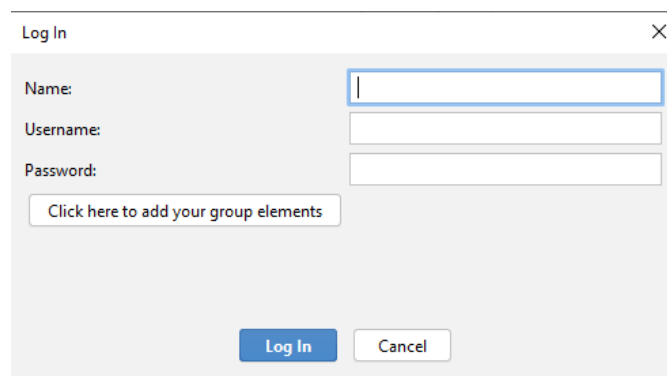 Log In
Name:
Username:
Password:
Click here to add your group elements
Log In Cancel